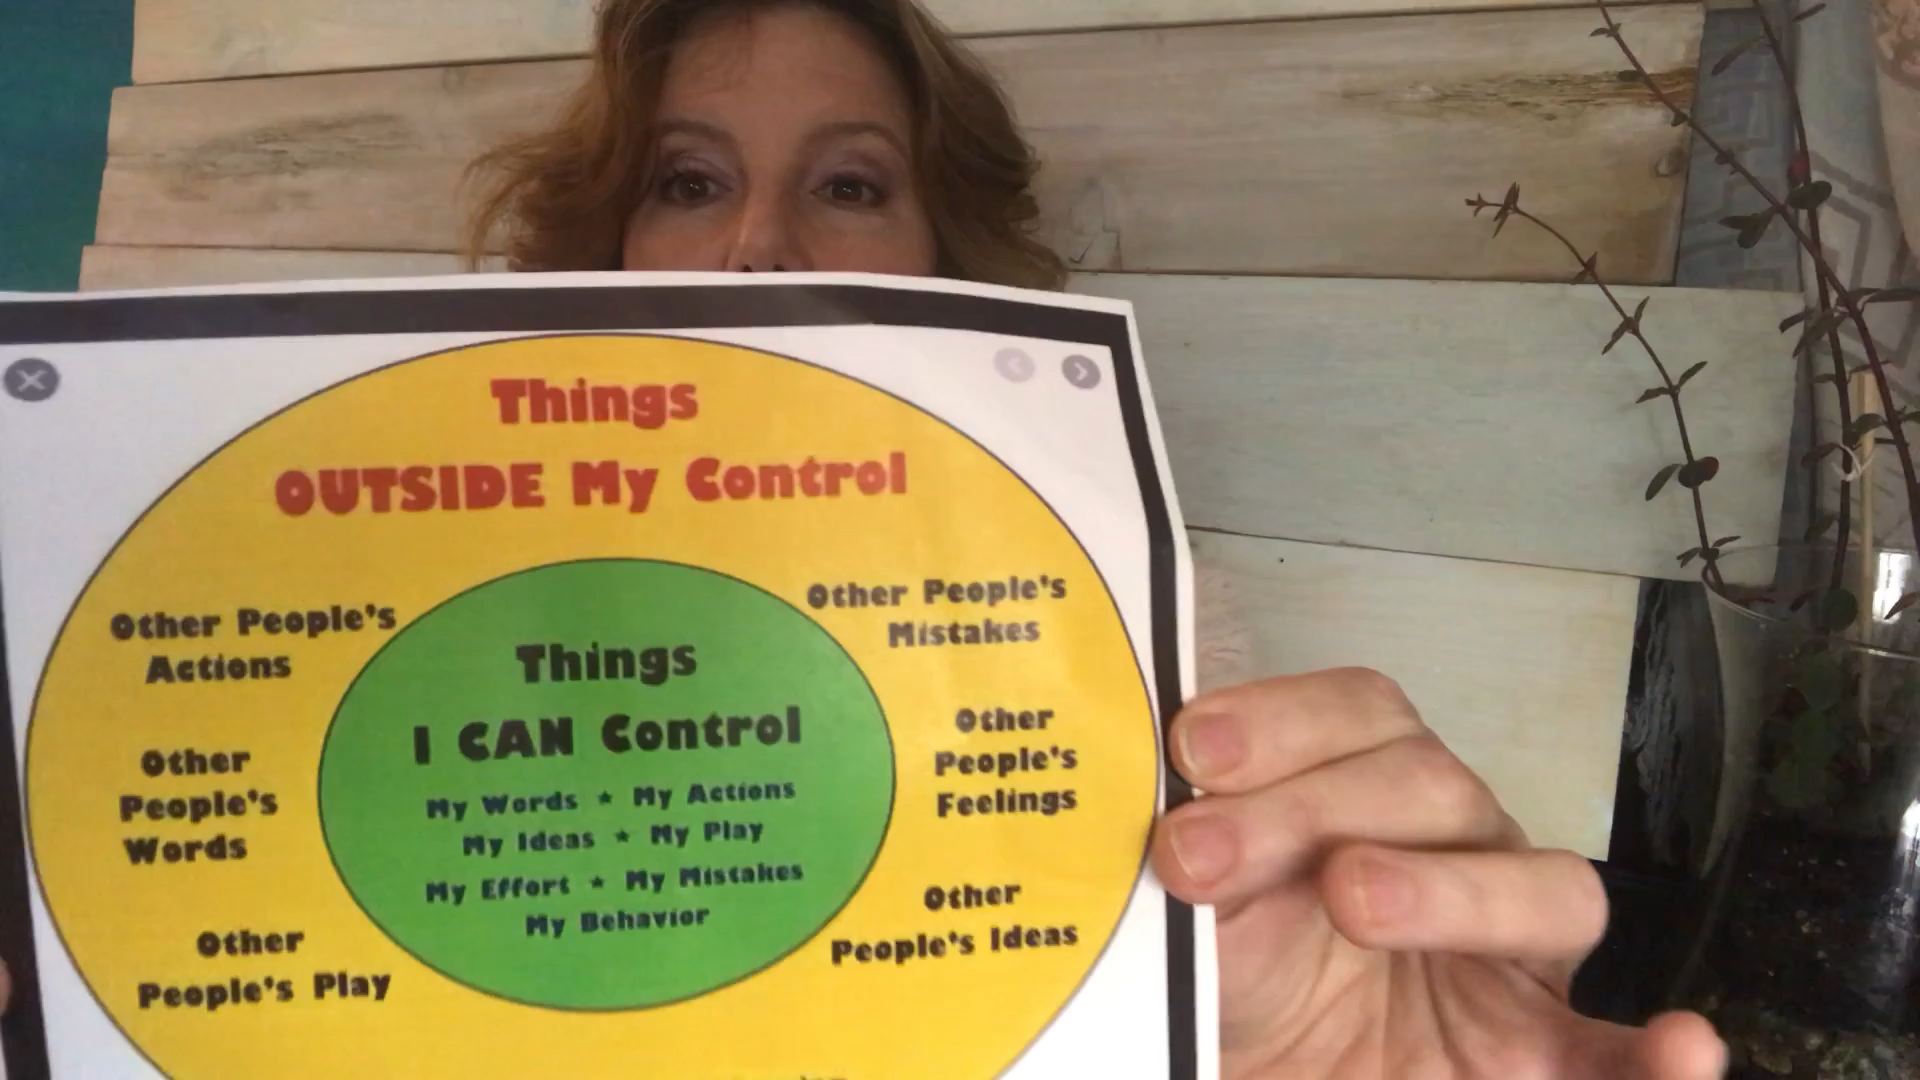 Things
OUTSIDE My Control
Other People's
Actions
Other
People's
Words
Other
People's Play
Things
I CAN Control
My Words ★ My Actions
My Ideas ★ My Play
My Effort ★ My Mistakes
My Behavior
Other People's
Mistakes
Other
People's
Feelings
Other
People's Ideas